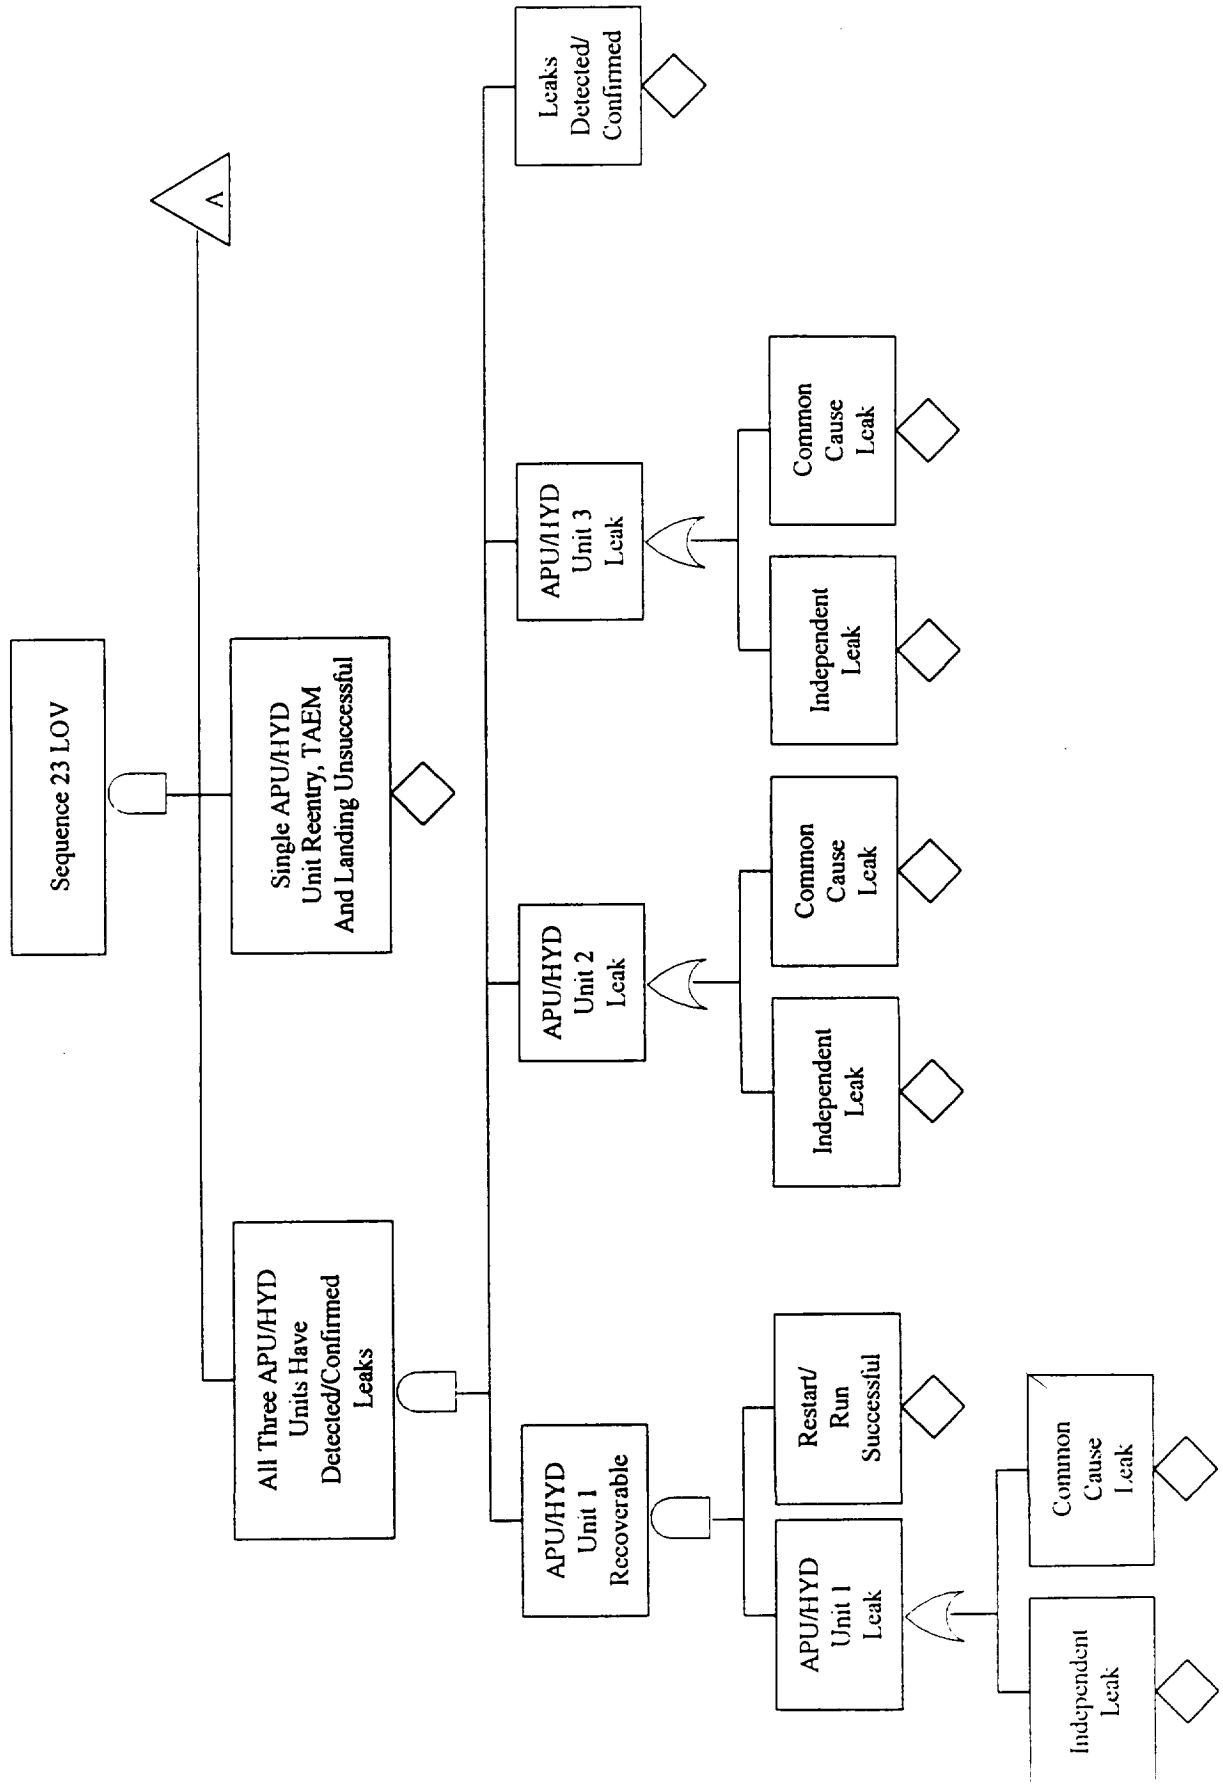 Sequence 23 LOV
All Three APU/HYD
Units Have
Detected/Confirmed
Leaks
Single APU/HYD
Unit Reentry, TAEM
And Landing Unsuccessful
A
APU/HYD
Unit 1
Recoverable
APU/HYD
Unit 2
Leak
APU/HYD
Unit 3
Leak
Leaks
Detected/
Confirmed
APU/HYD
Unit 1
Leak
Restart/
Run
Successful
Independent
Leak
Common
Cause
Leak
Independent
Leak
Common
Cause
Leak
Independent
Leak
Common
Cause
Leak